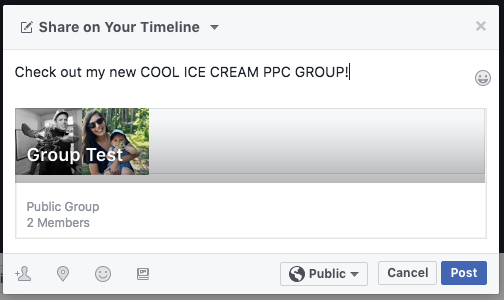 Share on Your Timeline
Check out my new COOL ICE CREAM PPC GROUP!
Group Test
Public Group
2 Members
Public
Cancel
Post